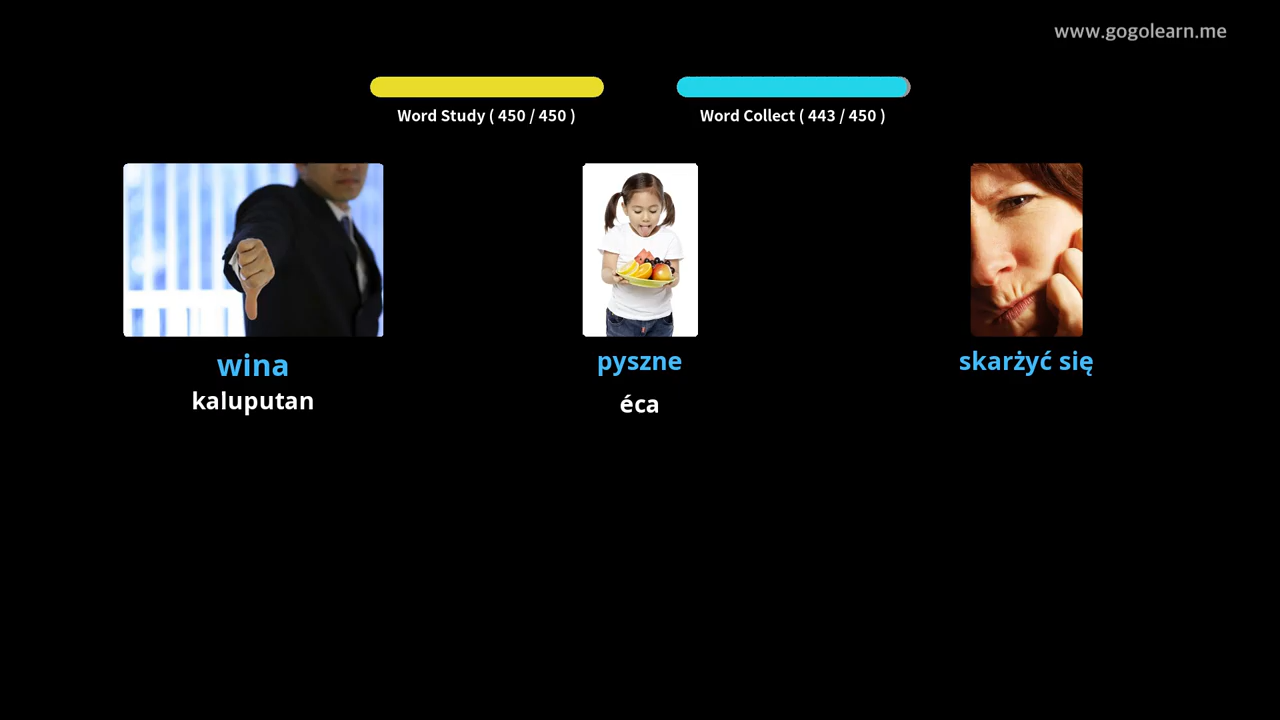 www.gogolearn.me
Word Study ( 450 / 450 )
Word Collect ( 443 / 450 )
wina
kaluputan
pyszne
éca
skarżyć się